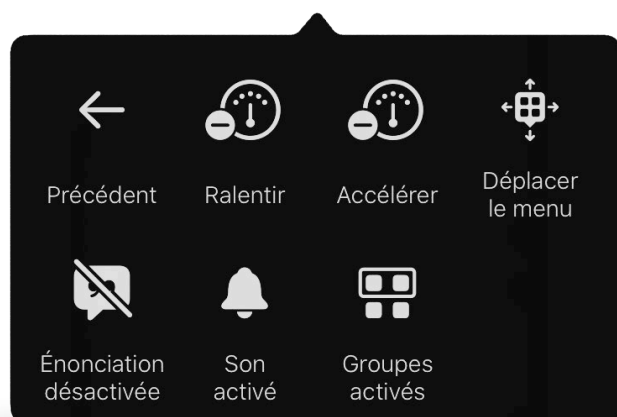 Précédent
Ralentir
Accélérer
Déplacer
le menu
Énonciation
désactivée
Son
activé
Groupes
activés